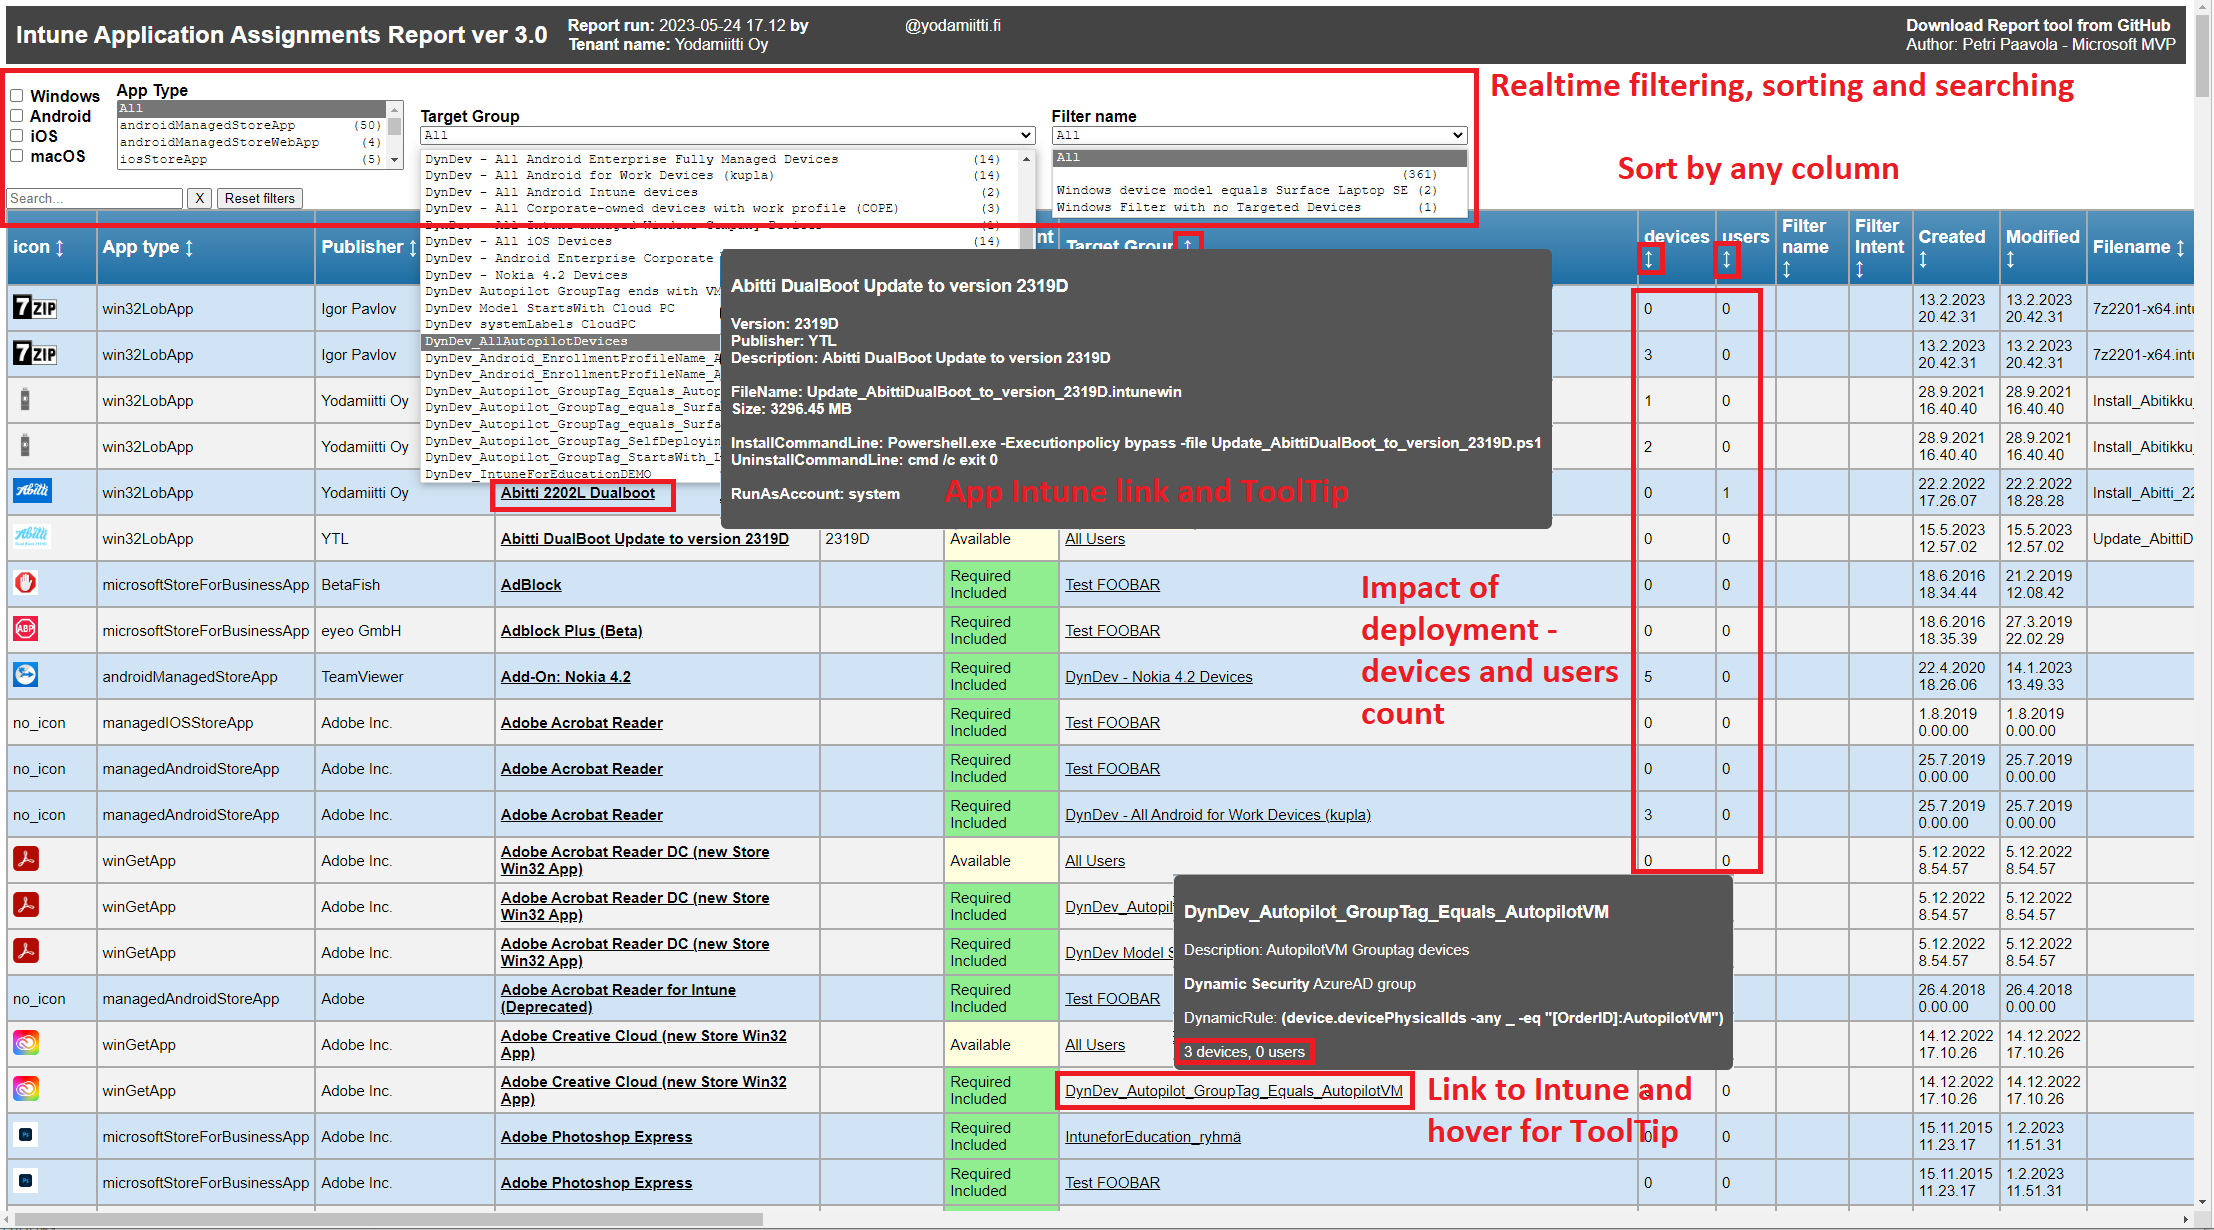 Intune Application Assignments Report ver 3.0
Report run: 2023-05-24 17.12 by @yodamiitti.fi
Tenant name: Yodamiitti Oy
Download Report tool from GitHub
Author: Petri Paavola - Microsoft MVP
Realtime filtering, sorting and searching
Sort by any column
Windows
Android
iOS
macOS
App Type
All
androidManagedStoreApp (50)
androidManagedStoreWebApp (4)
iosStoreApp (5)
Target Group
All
DynDev - All Android Enterprise Fully Managed Devices (14)
DynDev - All Android for Work Devices (kupla) (14)
DynDev - All Android Intune devices (2)
DynDev - All Corporate-owned devices with work profile (COPE) (3)
DynDev - All Intune managed Windows Company Devices
DynDev - All iOS Devices (14)
DynDev - Android Enterprise Corporate
DynDev - Nokia 4.2 Devices
DynDev Autopilot GroupTag ends with VM
DynDev Model StartsWith Cloud PC
DynDev systemLabels CloudPC
DynDev_AllAutopilotDevices
DynDev_Android_EnrollmentProfileName_A
DynDev_Android_EnrollmentProfileName_A
DynDev_Autopilot_GroupTag_Equals_Autop
DynDev_Autopilot_GroupTag_equals_Surfa
DynDev_Autopilot_GroupTag_equals_Surfa
DynDev_Autopilot_GroupTag_SelfDeployin
DynDev_Autopilot_GroupTag_StartsWith_I
DynDev_IntuneForEducationDEMO
Filter name
All
All
(361)
Windows device model equals Surface Laptop SE (2)
Windows Filter with no Targeted Devices (1)
Search... X Reset filters
icon ↕ App type ↕ Publisher ↕ nt Target Group ↕ devices ↕ users ↕ Filter name ↕ Filter Intent ↕ Created ↕ Modified ↕ Filename ↕
7 ZIP win32LobApp Igor Pavlov 0 0 13.2.2023 20.42.31 13.2.2023 20.42.31 7z2201-x64.intu
7 ZIP win32LobApp Igor Pavlov 3 0 13.2.2023 20.42.31 13.2.2023 20.42.31 7z2201-x64.intu
win32LobApp Yodamiitti Oy 1 0 28.9.2021 16.40.40 28.9.2021 16.40.40 Install_Abitikku_
win32LobApp Yodamiitti Oy 2 0 28.9.2021 16.40.40 28.9.2021 16.40.40 Install_Abitikku_
Abitti win32LobApp Yodamiitti Oy Abitti 2202L Dualboot 0 1 22.2.2022 17.26.07 22.2.2022 18.28.28 Install_Abitti_22
Abitti DualBoot Update to version 2319D
Version: 2319D
Publisher: YTL
Description: Abitti DualBoot Update to version 2319D
FileName: Update_AbittiDualBoot_to_version_2319D.intunewin
Size: 3296.45 MB
InstallCommandLine: Powershell.exe -Executionpolicy bypass -file Update_AbittiDualBoot_to_version_2319D.ps1
UninstallCommandLine: cmd /c exit 0
RunAsAccount: system
App Intune link and ToolTip
Abitti win32LobApp YTL Abitti DualBoot Update to version 2319D 2319D Available All Users 0 0 15.5.2023 12.57.02 15.5.2023 12.57.02 Update_AbittiD
microsoftStoreForBusinessApp BetaFish AdBlock Required Included Test FOOBAR 0 0 18.6.2016 18.34.44 21.2.2019 12.08.42
ABP microsoftStoreForBusinessApp eyeo GmbH Adblock Plus (Beta) Required Included Test FOOBAR 0 0 18.6.2016 18.35.39 27.3.2019 22.02.29
androidManagedStoreApp TeamViewer Add-On: Nokia 4.2 Required Included DynDev - Nokia 4.2 Devices 5 0 22.4.2020 18.26.06 14.1.2023 13.49.33
no_icon managedIOSStoreApp Adobe Inc. Adobe Acrobat Reader Required Included Test FOOBAR 0 0 1.8.2019 0.00.00 1.8.2019 0.00.00
no_icon managedAndroidStoreApp Adobe Inc. Adobe Acrobat Reader Required Included Test FOOBAR 0 0 25.7.2019 0.00.00 25.7.2019 0.00.00
no_icon managedAndroidStoreApp Adobe Inc. Adobe Acrobat Reader Required Included DynDev - All Android for Work Devices (kupla) 3 0 25.7.2019 0.00.00 25.7.2019 0.00.00
Impact of
deployment -
devices and users
count
winGetApp Adobe Inc. Adobe Acrobat Reader DC (new Store Win32 App) Available All Users 0 0 5.12.2022 8.54.57 5.12.2022 8.54.57
winGetApp Adobe Inc. Adobe Acrobat Reader DC (new Store Win32 App) Required Included DynDev_Autopil 5.12.2022 8.54.57 5.12.2022 8.54.57
winGetApp Adobe Inc. Adobe Acrobat Reader DC (new Store Win32 App) Required Included DynDev Model S 5.12.2022 8.54.57 5.12.2022 8.54.57
no_icon managedAndroidStoreApp Adobe Adobe Acrobat Reader for Intune (Deprecated) Required Included Test FOOBAR 26.4.2018 0.00.00 26.4.2018 0.00.00
winGetApp Adobe Inc. Adobe Creative Cloud (new Store Win32 App) Available All Users 14.12.2022 17.10.26 14.12.2022 17.10.26
DynDev_Autopilot_GroupTag_Equals_AutopilotVM
Description: AutopilotVM Grouptag devices
Dynamic Security AzureAD group
DynamicRule: (device.devicePhysicalIds -any _ -eq "[OrderID]:AutopilotVM")
3 devices, 0 users
winGetApp Adobe Inc. Adobe Creative Cloud (new Store Win32 App) Required Included DynDev_Autopilot_GroupTag_Equals_AutopilotVM 0 14.12.2022 17.10.26 14.12.2022 17.10.26
Link to Intune and
hover for ToolTip
Ps microsoftStoreForBusinessApp Adobe Inc. Adobe Photoshop Express Required Included IntuneforEducation_ryhmä 0 0 15.11.2015 11.23.17 1.2.2023 11.51.31
Ps microsoftStoreForBusinessApp Adobe Inc. Adobe Photoshop Express Required Included Test FOOBAR 0 0 15.11.2015 11.23.17 1.2.2023 11.51.31